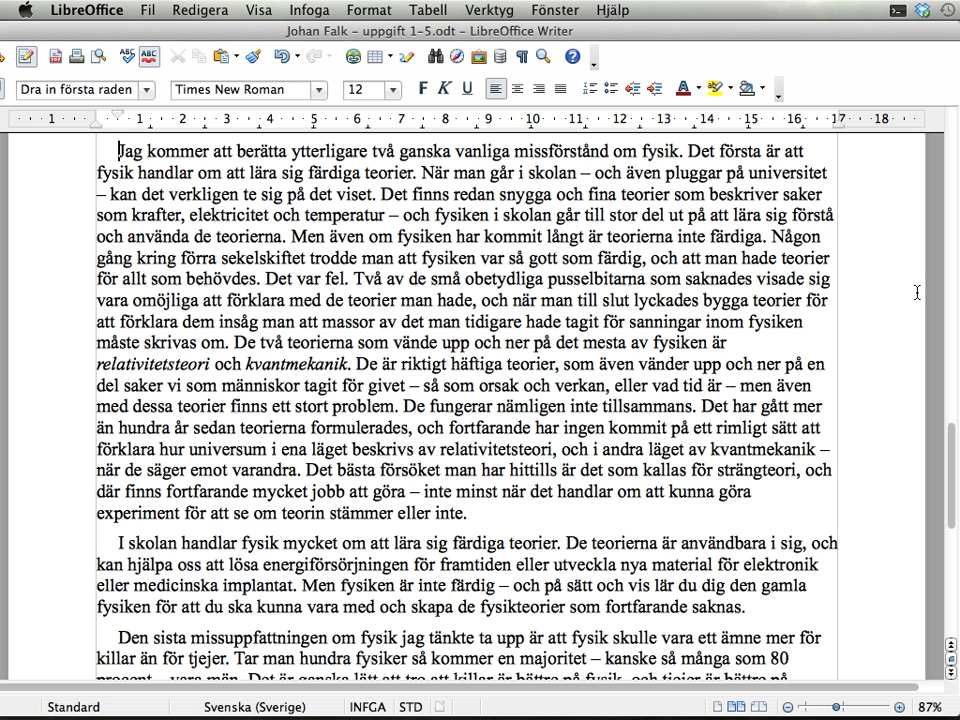 LibreOffice Fil Redigera Visa Infoga Format Tabell Verktyg Fönster Hjälp
Johan Falk – uppgift 1-5.odt – LibreOffice Writer
Dra in första raden Times New Roman 12 F K U
1 1 2 3 4 5 6 7 8 9 10 11 12 13 14 15 16 17 18
Jag kommer att berätta ytterligare två ganska vanliga missförstånd om fysik. Det första är att
fysik handlar om att lära sig färdiga teorier. När man går i skolan – och även pluggar på universitet
– kan det verkligen te sig på det viset. Det finns redan snygga och fina teorier som beskriver saker
som krafter, elektricitet och temperatur – och fysiken i skolan går till stor del ut på att lära sig förstå
och använda de teorierna. Men även om fysiken har kommit långt är teorierna inte färdiga. Någon
gång kring förra sekelskiftet trodde man att fysiken var så gott som färdig, och att man hade teorier
för allt som behövdes. Det var fel. Två av de små obetydliga pusselbitarna som saknades visade sig
vara omöjliga att förklara med de teorier man hade, och när man till slut lyckades bygga teorier för
att förklara dem insåg man att massor av det man tidigare hade tagit för sanningar inom fysiken
måste skrivas om. De två teorierna som vände upp och ner på det mesta av fysiken är
relativitetsteori och kvantmekanik. De är riktigt häftiga teorier, som även vänder upp och ner på en
del saker vi som människor tagit för givet – så som orsak och verkan, eller vad tid är – men även
med dessa teorier finns ett stort problem. De fungerar nämligen inte tillsammans. Det har gått mer
än hundra år sedan teorierna formulerades, och fortfarande har ingen kommit på ett rimligt sätt att
förklara hur universum i ena läget beskrivs av relativitetsteori, och i andra läget av kvantmekanik –
när de säger emot varandra. Det bästa försöket man har hittills är det som kallas för strängteori, och
där finns fortfarande mycket jobb att göra – inte minst när det handlar om att kunna göra
experiment för att se om teorin stämmer eller inte.
I skolan handlar fysik mycket om att lära sig färdiga teorier. De teorierna är användbara i sig, och
kan hjälpa oss att lösa energiförsörjningen för framtiden eller utveckla nya material för elektronik
eller medicinska implantat. Men fysiken är inte färdig – och på sätt och vis lär du dig den gamla
fysiken för att du ska kunna vara med och skapa de fysikteorier som fortfarande saknas.
Den sista missuppfattningen om fysik jag tänkte ta upp är att fysik skulle vara ett ämne mer för
killar än för tjejer. Tar man hundra fysiker så kommer en majoritet – kanske så många som 80
procent – vara män. Det är ganska lätt att tro att killar är bättre på fysik, och tjejer är bättre på
Standard Svenska (Sverige) INFGA STD 87%